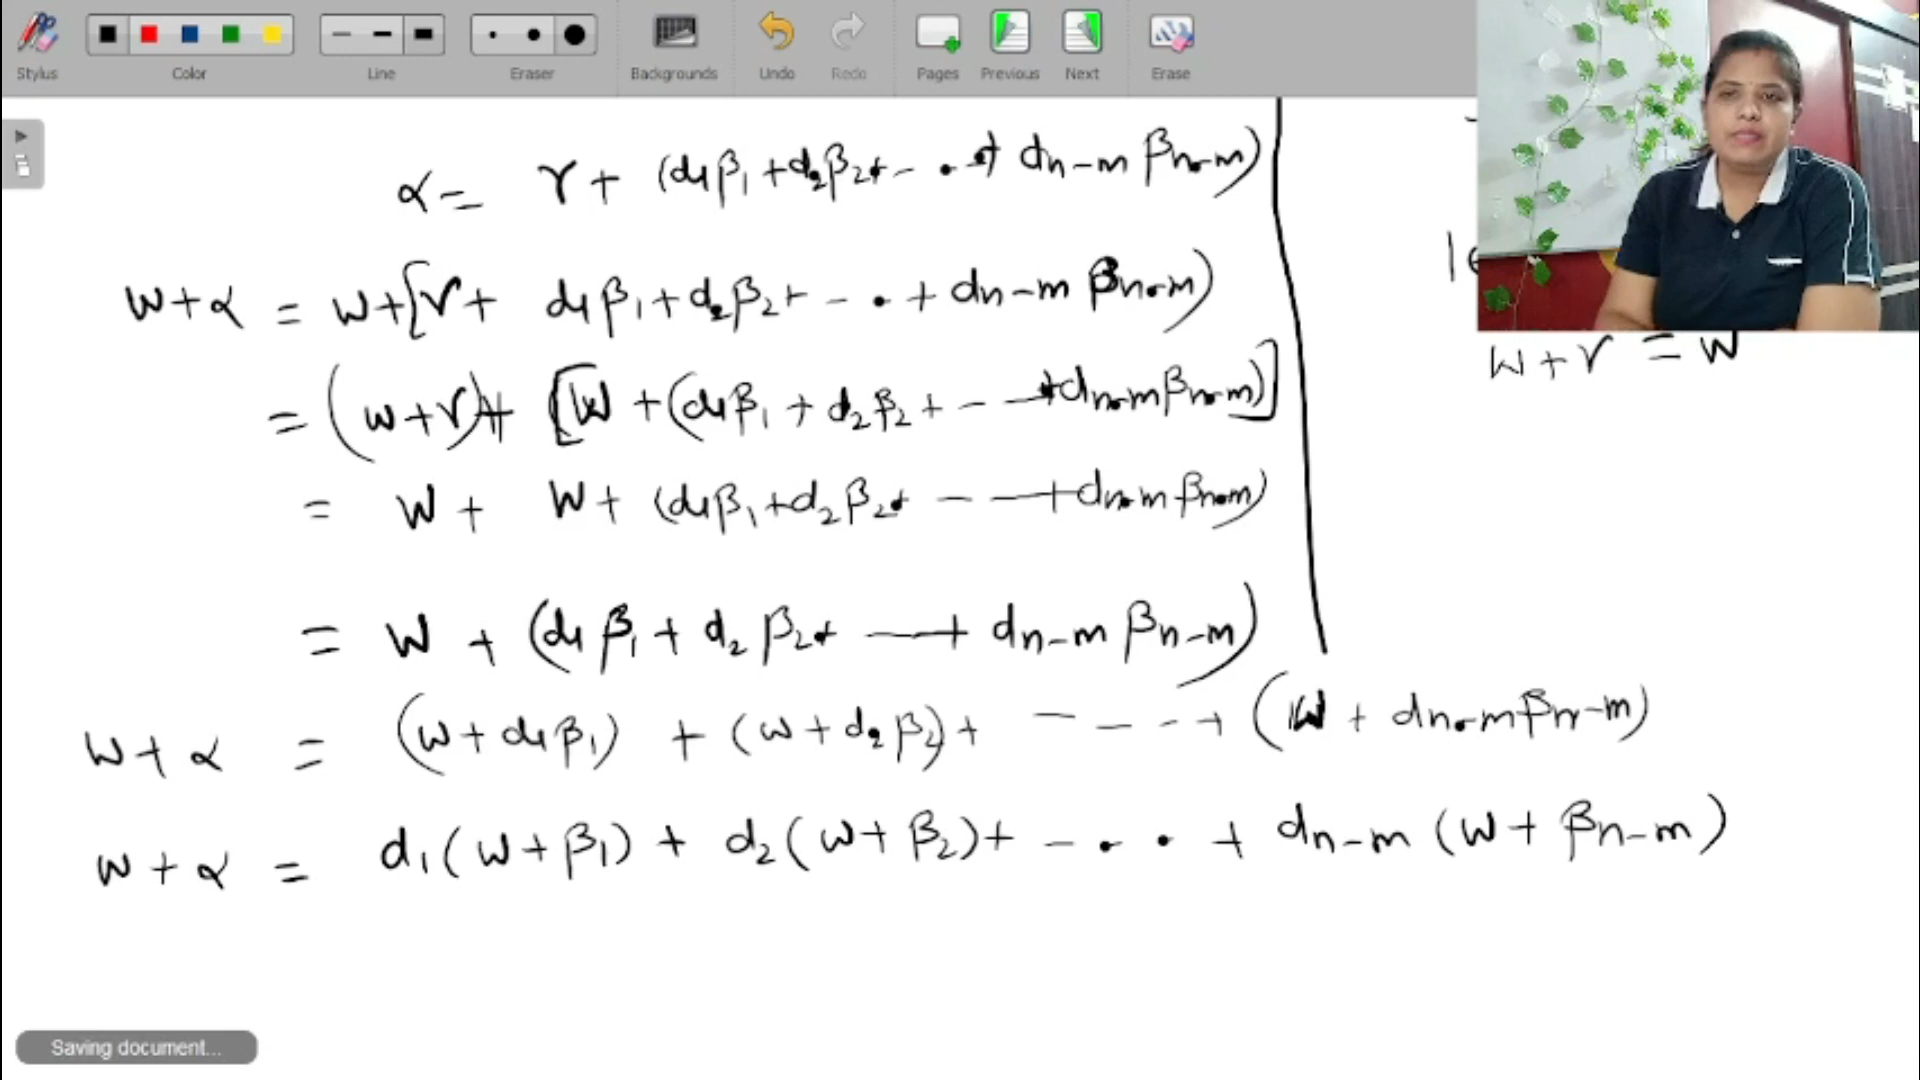 Stylus Color Line Eraser Backgrounds Undo Redo Pages Previous Next Erase
α = γ + (d₁β₁ + d₂β₂ + - . . + dn-m βn-m)
w+α = w+[γ + d₁β₁ + d₂β₂ + - . . + dn-m βn-m)
= (w+γ)+ [W + (d₁β₁ + d₂β₂ + - - + dn-m βn-m)]
= W + W + (d₁β₁ + d₂β₂ + - - + dn-m βn-m)
= W + (d₁β₁ + d₂β₂ + — + dn-m βn-m)
w+α = (w+d₁β₁) + (w+d₂β₂)+ - - - - + (W + dn-m βn-m)
w+α = d₁(w+β₁) + d₂(w+β₂)+ - . . + dn-m (w+βn-m)
w+γ = w
Saving document...